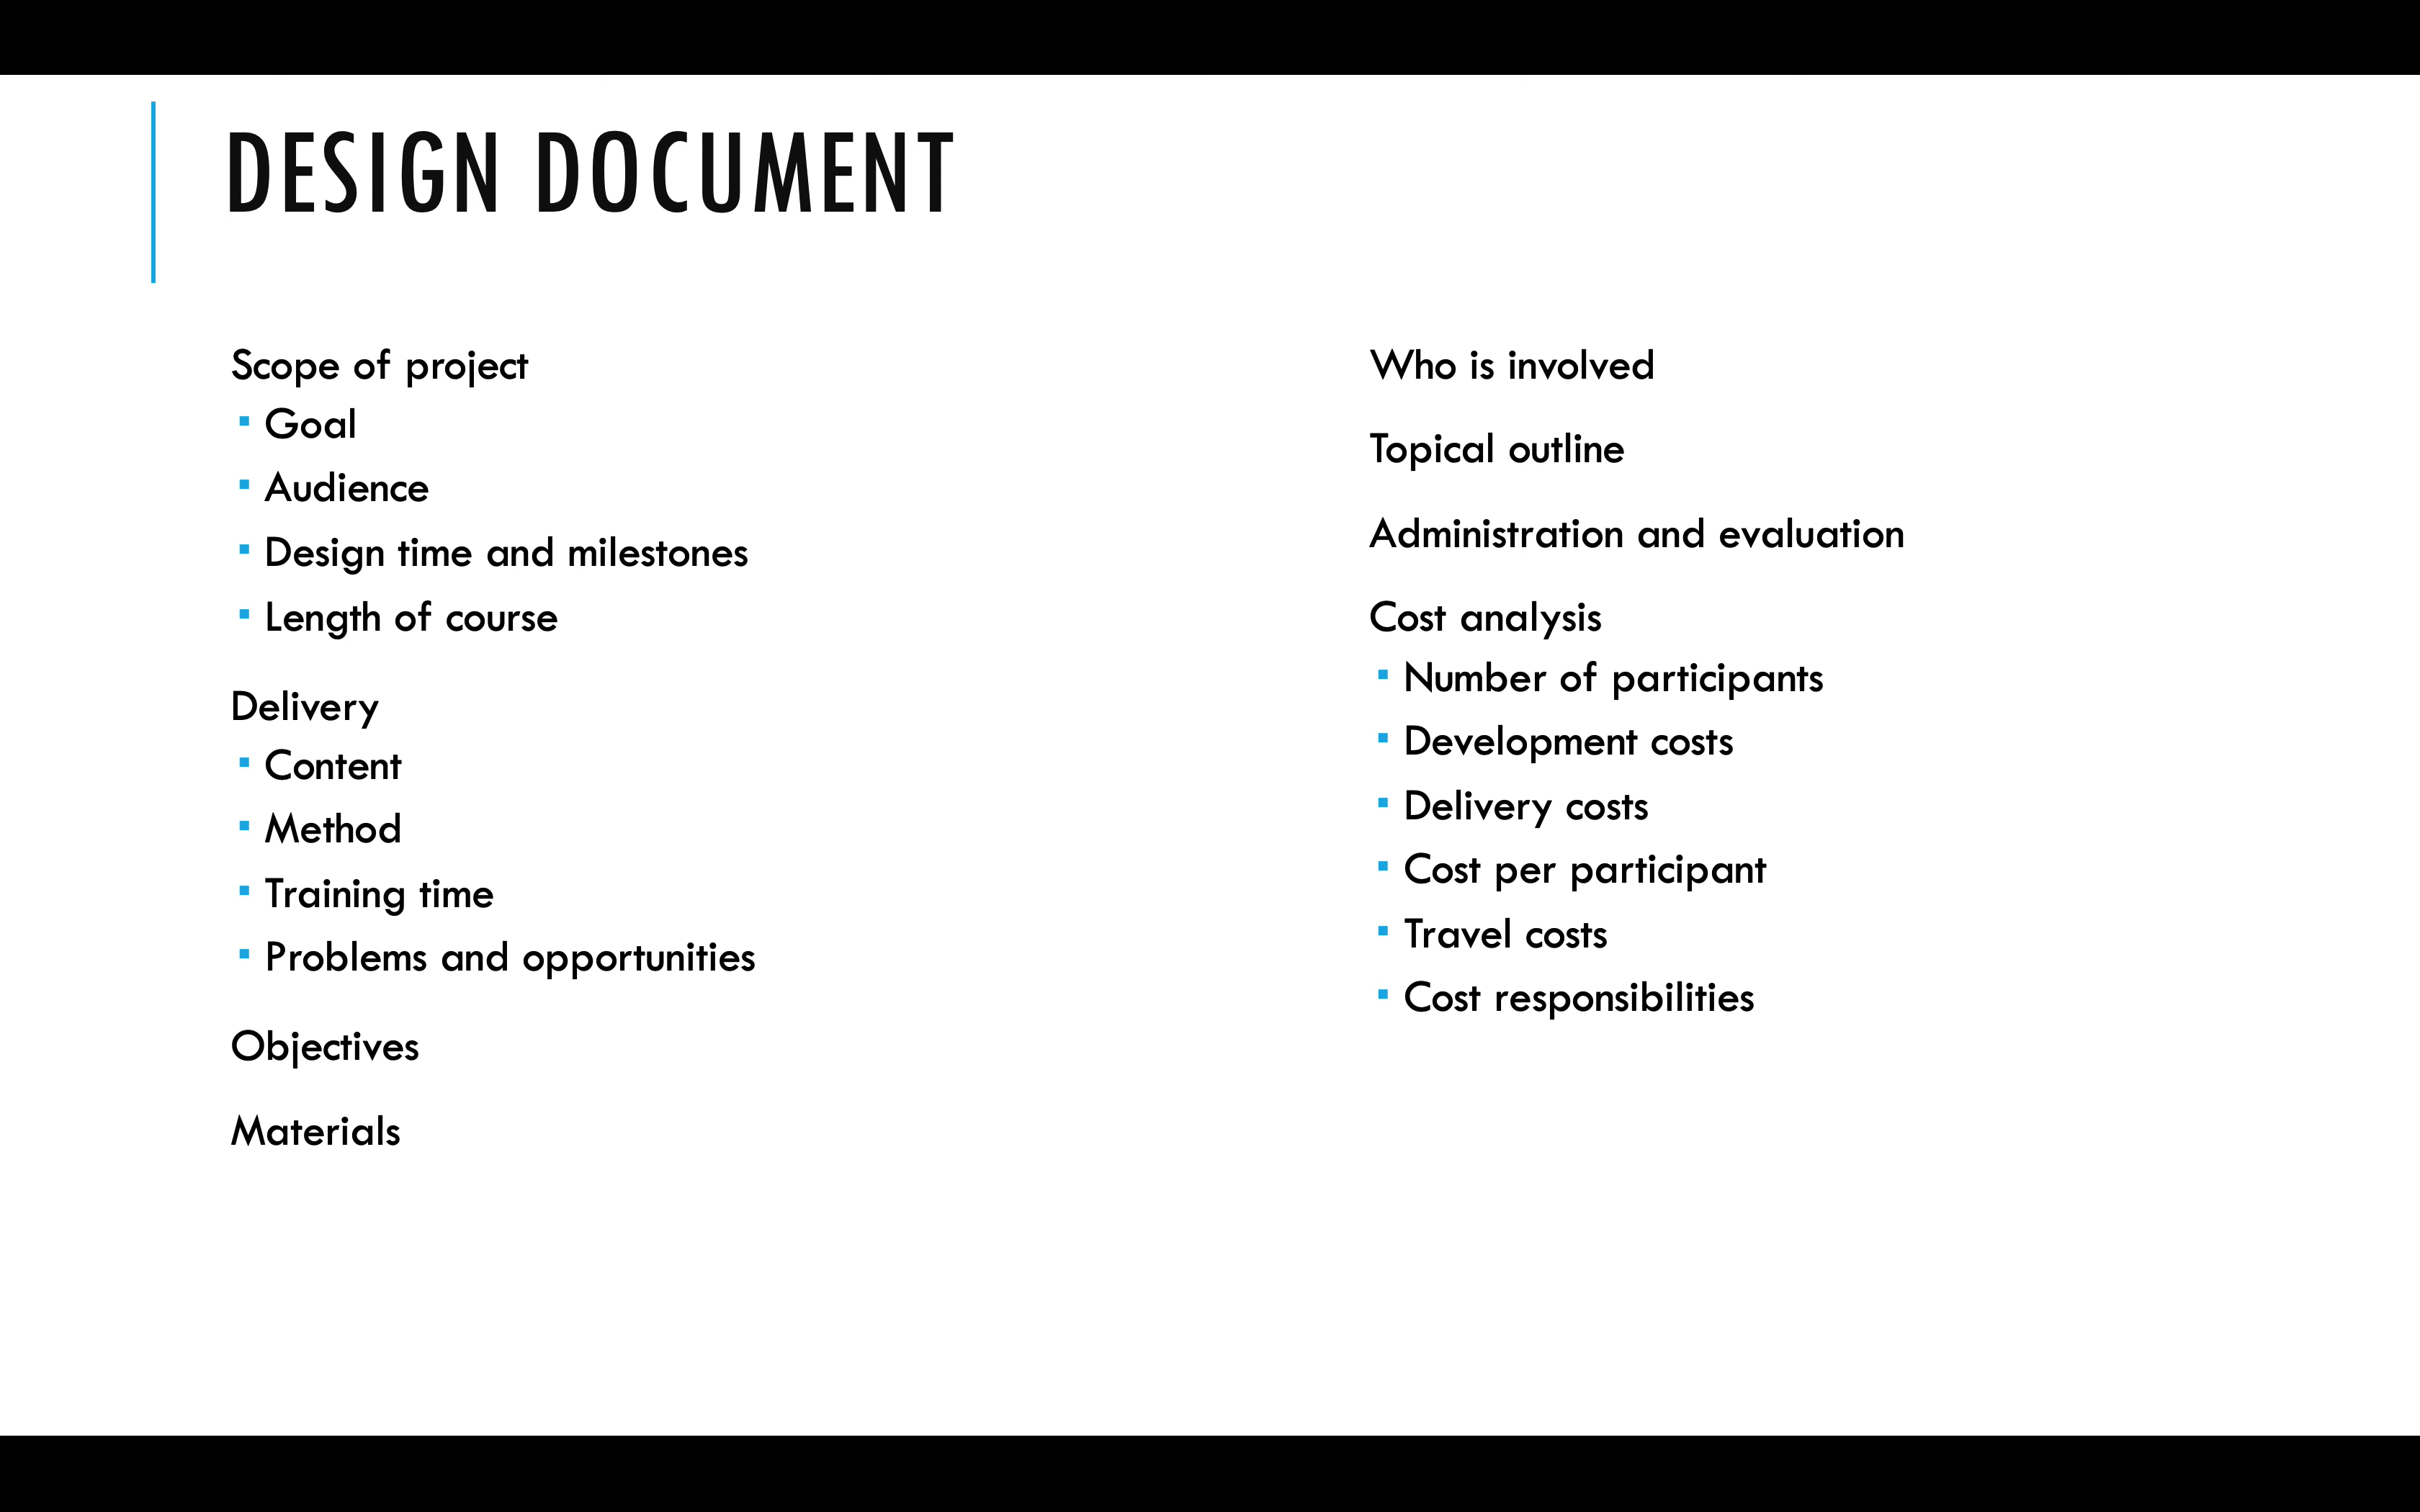 DESIGN DOCUMENT
Scope of project
▪ Goal
▪ Audience
▪ Design time and milestones
▪ Length of course
Delivery
▪ Content
▪ Method
▪ Training time
▪ Problems and opportunities
Objectives
Materials
Who is involved
Topical outline
Administration and evaluation
Cost analysis
▪ Number of participants
▪ Development costs
▪ Delivery costs
▪ Cost per participant
▪ Travel costs
▪ Cost responsibilities